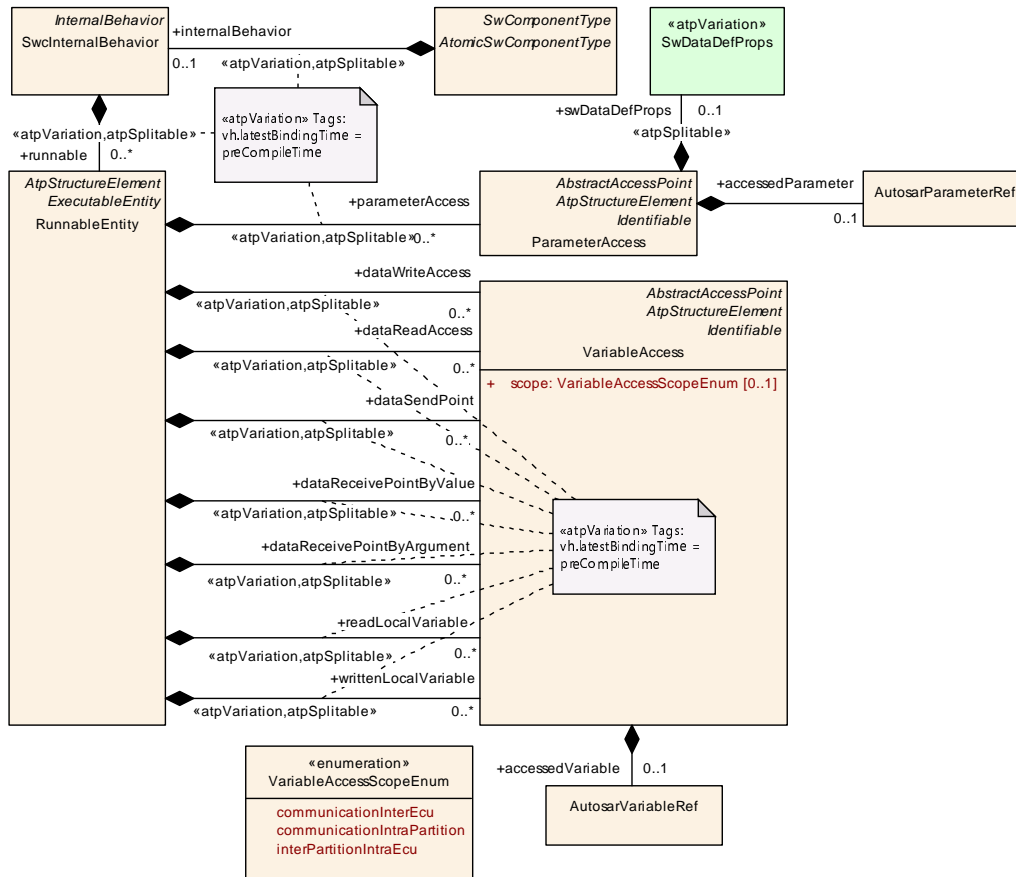 InternalBehavior
SwcInternalBehavior
+internalBehavior
0..1
«atpVariation,atpSplitable»
SwComponentType
AtomicSwComponentType
«atpVariation»
SwDataDefProps
«atpVariation» Tags:
vh.latestBindingTime =
preCompileTime
+swDataDefProps
0..1
«atpSplitable»
«atpVariation,atpSplitable»
+runnable
0..*
AtpStructureElement
ExecutableEntity
RunnableEntity
+parameterAccess
«atpVariation,atpSplitable»
0..*
AbstractAccessPoint
AtpStructureElement
Identifiable
ParameterAccess
+accessedParameter
0..1
AutosarParameterRef
+dataWriteAccess
«atpVariation,atpSplitable»
0..*
+dataReadAccess
«atpVariation,atpSplitable»
0..*
+dataSendPoint
«atpVariation,atpSplitable»
0..*
+dataReceivePointByValue
«atpVariation,atpSplitable»
0..*
+dataReceivePointByArgument
«atpVariation,atpSplitable»
0..*
+readLocalVariable
«atpVariation,atpSplitable»
0..*
+writtenLocalVariable
«atpVariation,atpSplitable»
0..*
AbstractAccessPoint
AtpStructureElement
Identifiable
VariableAccess
+ scope: VariableAccessScopeEnum [0..1]
«atpVariation» Tags:
vh.latestBindingTime =
preCompileTime
+accessedVariable
0..1
AutosarVariableRef
«enumeration»
VariableAccessScopeEnum
communicationInterEcu
communicationIntraPartition
interPartitionIntraEcu